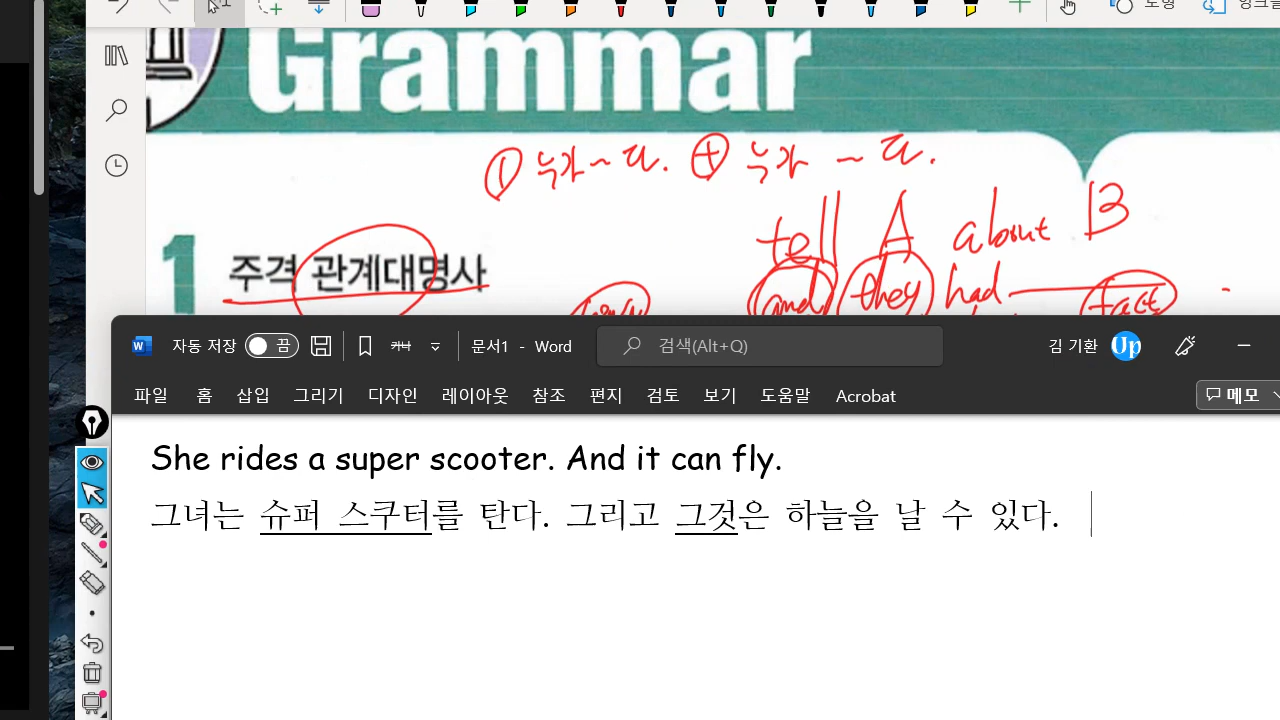 도형
Grammar
① 누가 ~ 다. ⊕ 누가 ~ 다.
tell A about B
1 주격 관계대명사
and they had fact
자동 저장 끔 가나 문서1 - Word 검색(Alt+Q) 김 기환 Up
파일 홈 삽입 그리기 디자인 레이아웃 참조 편지 검토 보기 도움말 Acrobat 메모
She rides a super scooter. And it can fly.
그녀는 슈퍼 스쿠터를 탄다. 그리고 그것은 하늘을 날 수 있다.